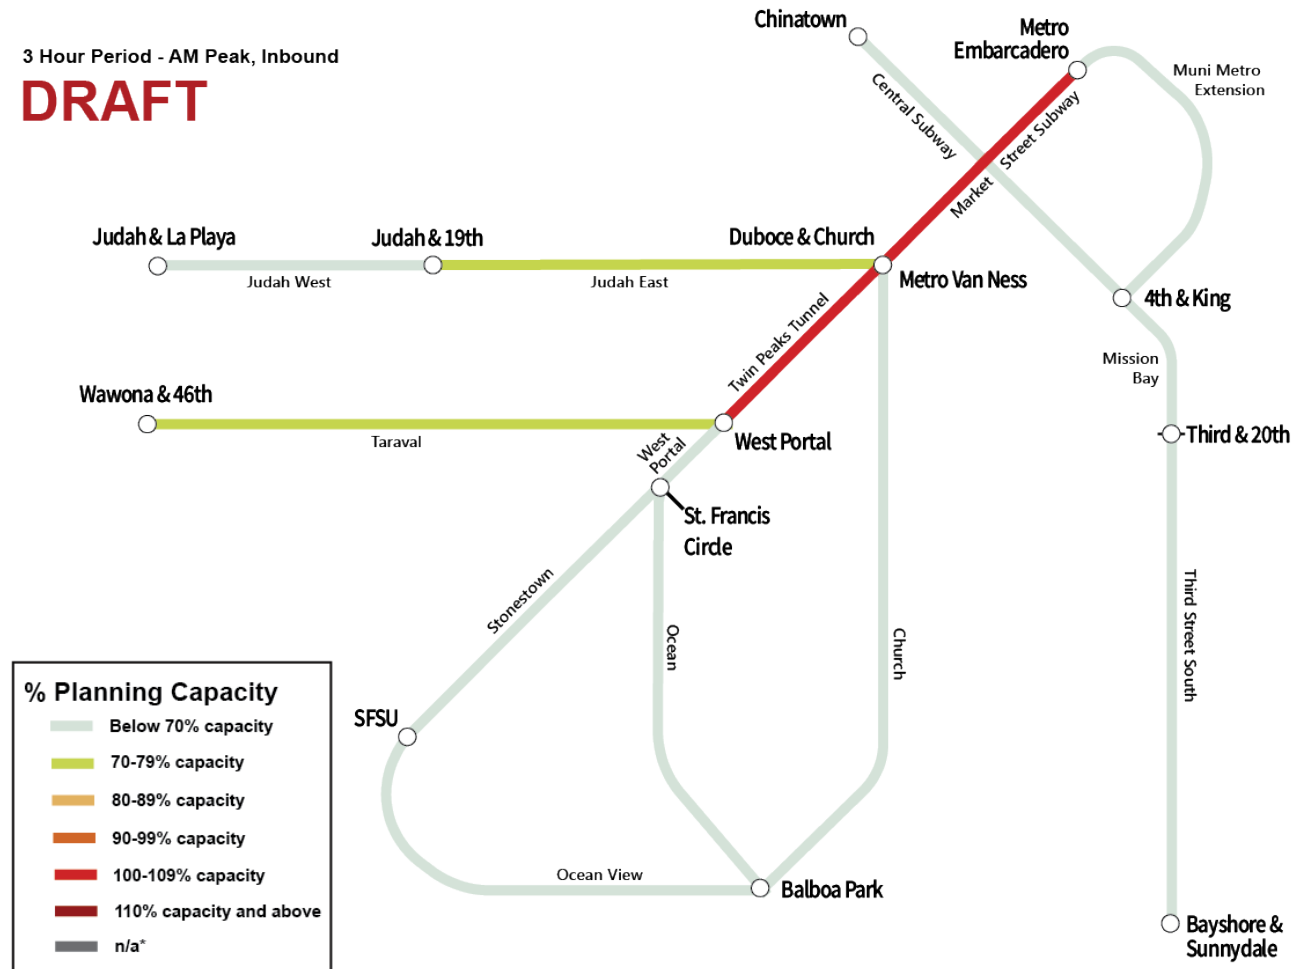 3 Hour Period - AM Peak, Inbound
DRAFT
Chinatown
Metro
Embarcadero
Muni Metro
Extension
Central Subway
Market Street Subway
Judah & La Playa
Judah & 19th
Duboce & Church
Judah West
Judah East
Metro Van Ness
4th & King
Twin Peaks Tunnel
Mission
Bay
Wawona & 46th
Taraval
West Portal
West
Portal
Third & 20th
St. Francis
Circle
Stonestown
Ocean
Church
Third Street South
SFSU
Ocean View
Balboa Park
Bayshore &
Sunnydale
% Planning Capacity
Below 70% capacity
70-79% capacity
80-89% capacity
90-99% capacity
100-109% capacity
110% capacity and above
n/a*